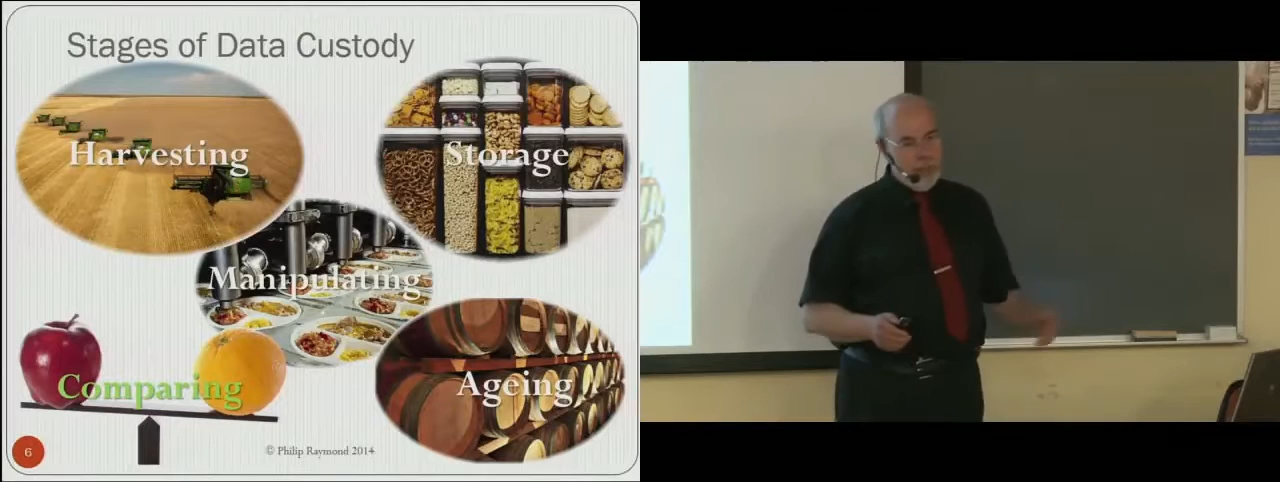 Stages of Data Custody
Harvesting
Storage
Manipulating
Comparing
Ageing
6
© Philip Raymond 2014